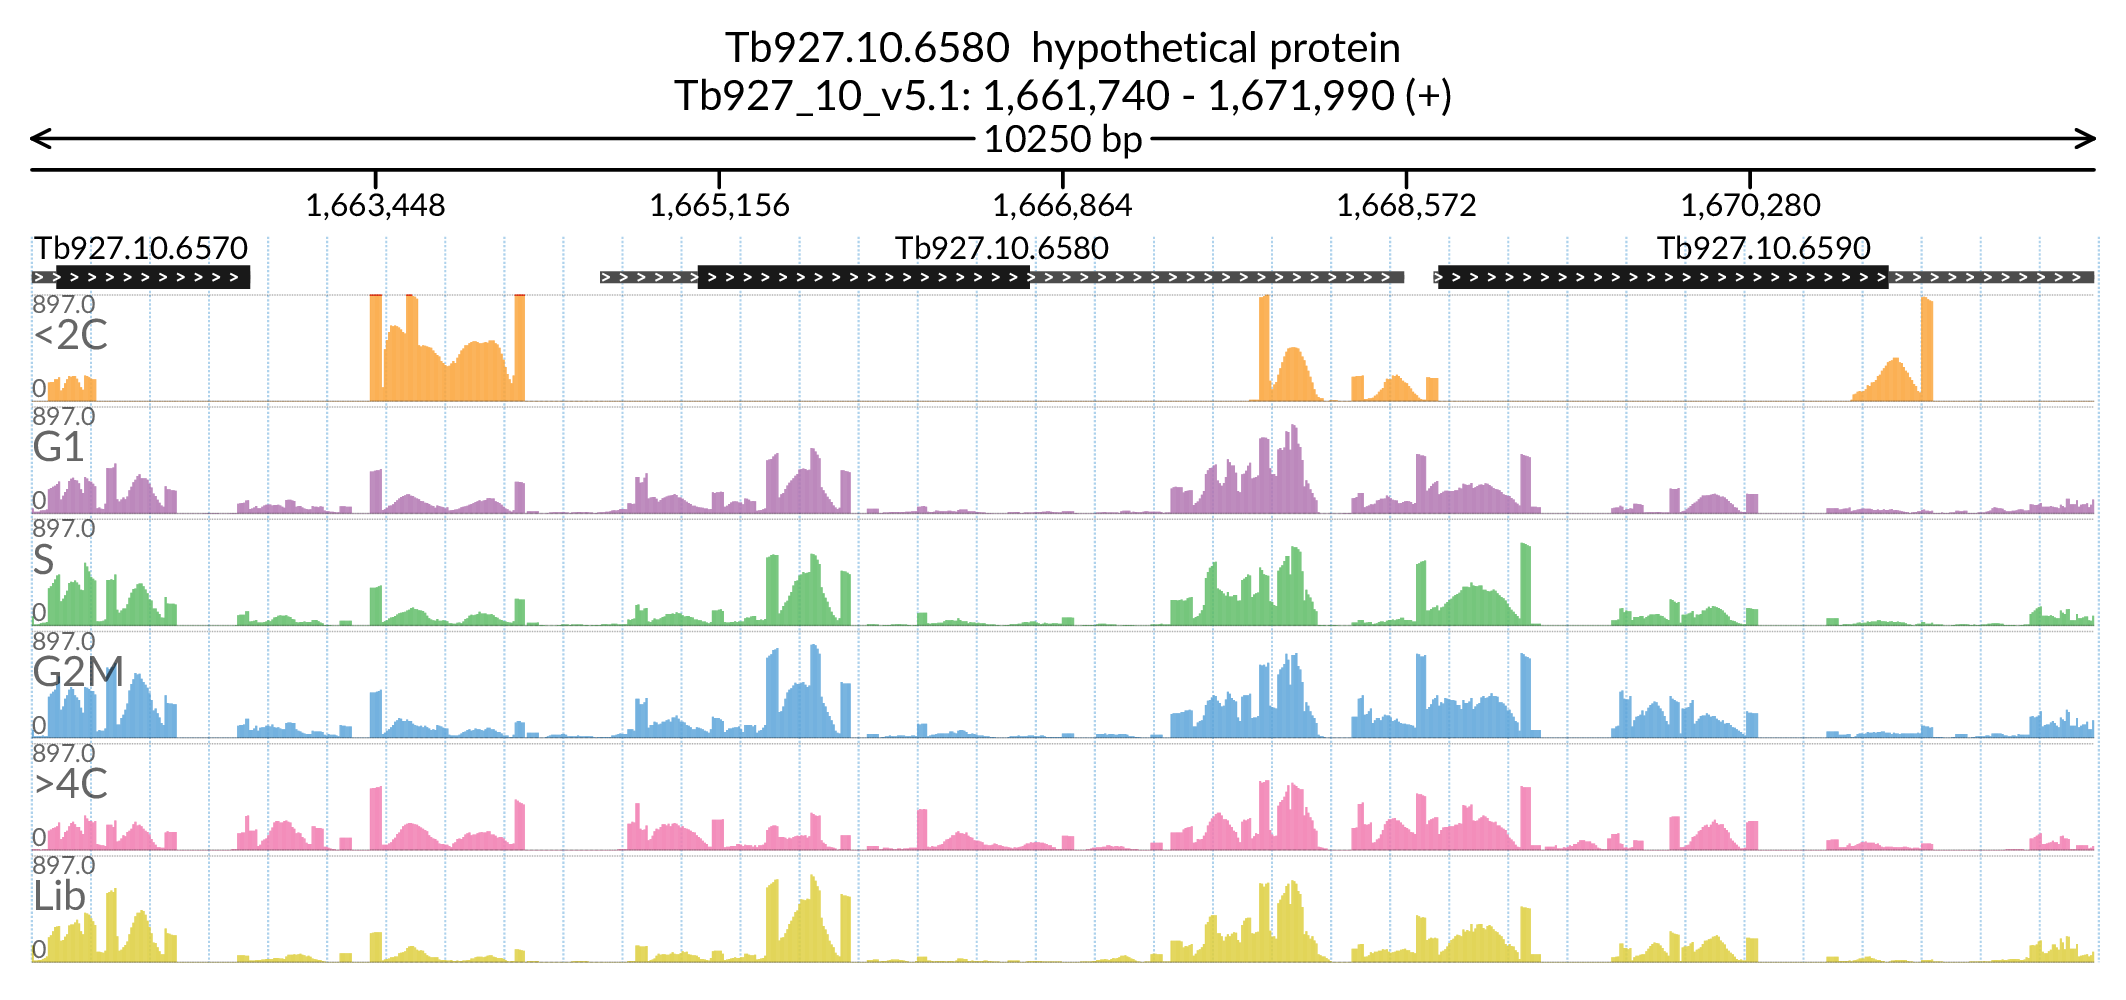 Tb927.10.6580  hypothetical protein
Tb927_10_v5.1: 1,661,740 - 1,671,990 (+)
10250 bp
1,663,448 1,665,156 1,666,864 1,668,572 1,670,280
Tb927.10.6570 Tb927.10.6580 Tb927.10.6590
897.0
<2C
0
897.0
G1
0
897.0
S
0
897.0
G2M
0
897.0
>4C
0
897.0
Lib
0